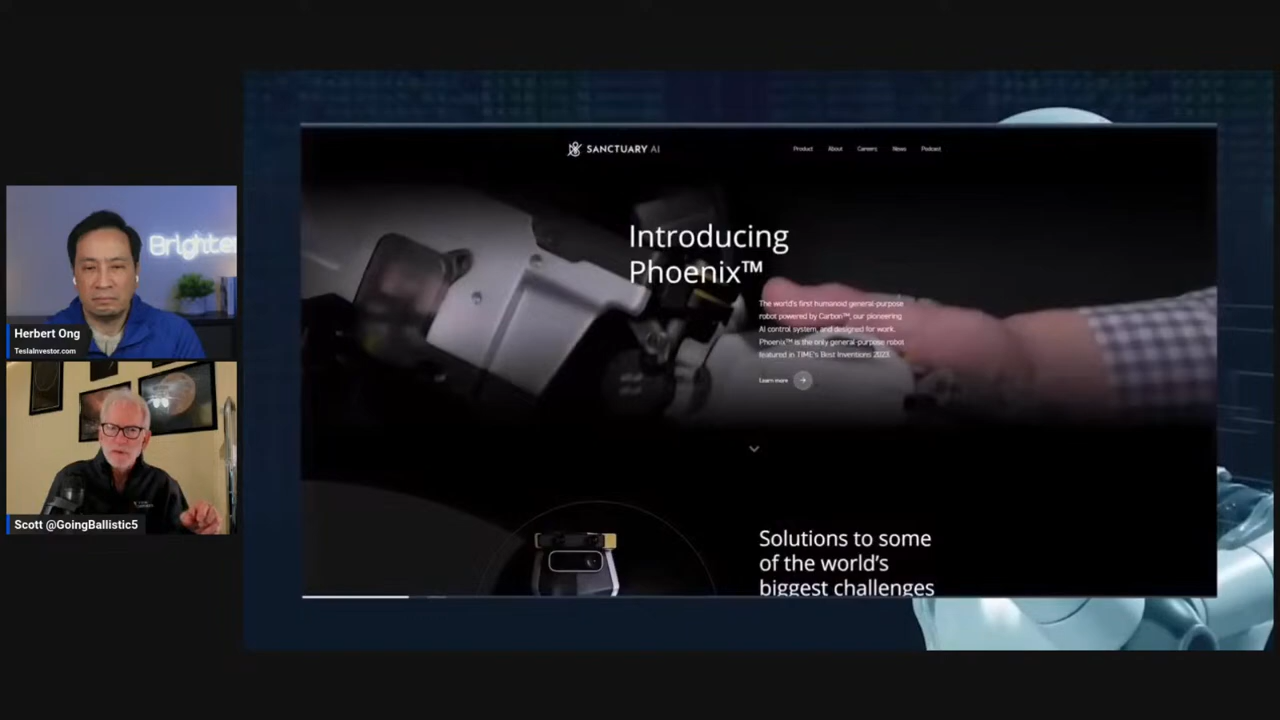 SANCTUARY AI
Product About Careers News Podcast
Introducing
Phoenix™
The world's first humanoid general-purpose
robot powered by Carbon™, our pioneering
AI control system, and designed for work.
Phoenix™ is the only general-purpose robot
featured in TIME's Best Inventions 2023.
Learn more
Solutions to some
of the world's
biggest challenges
Brighte
Herbert Ong
TeslaInvestor.com
Scott @GoingBallistic5